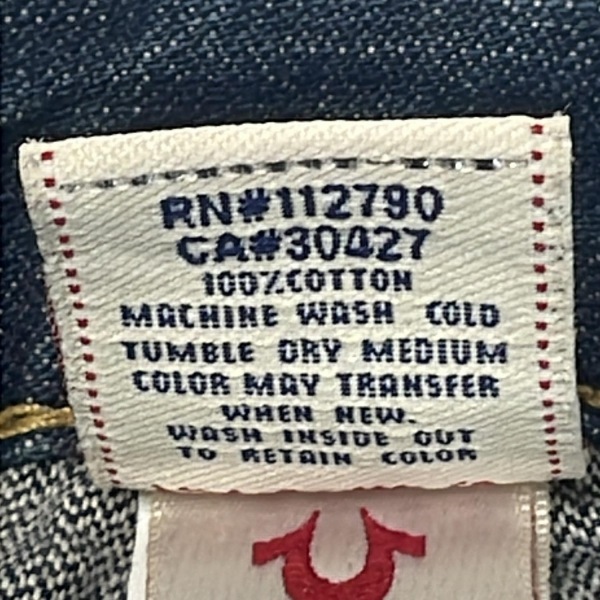 RN#112790
CA#30427
100%COTTON
MACHINE WASH COLD
TUMBLE DRY MEDIUM
COLOR MAY TRANSFER
WHEN NEW.
WASH INSIDE OUT
TO RETAIN COLOR